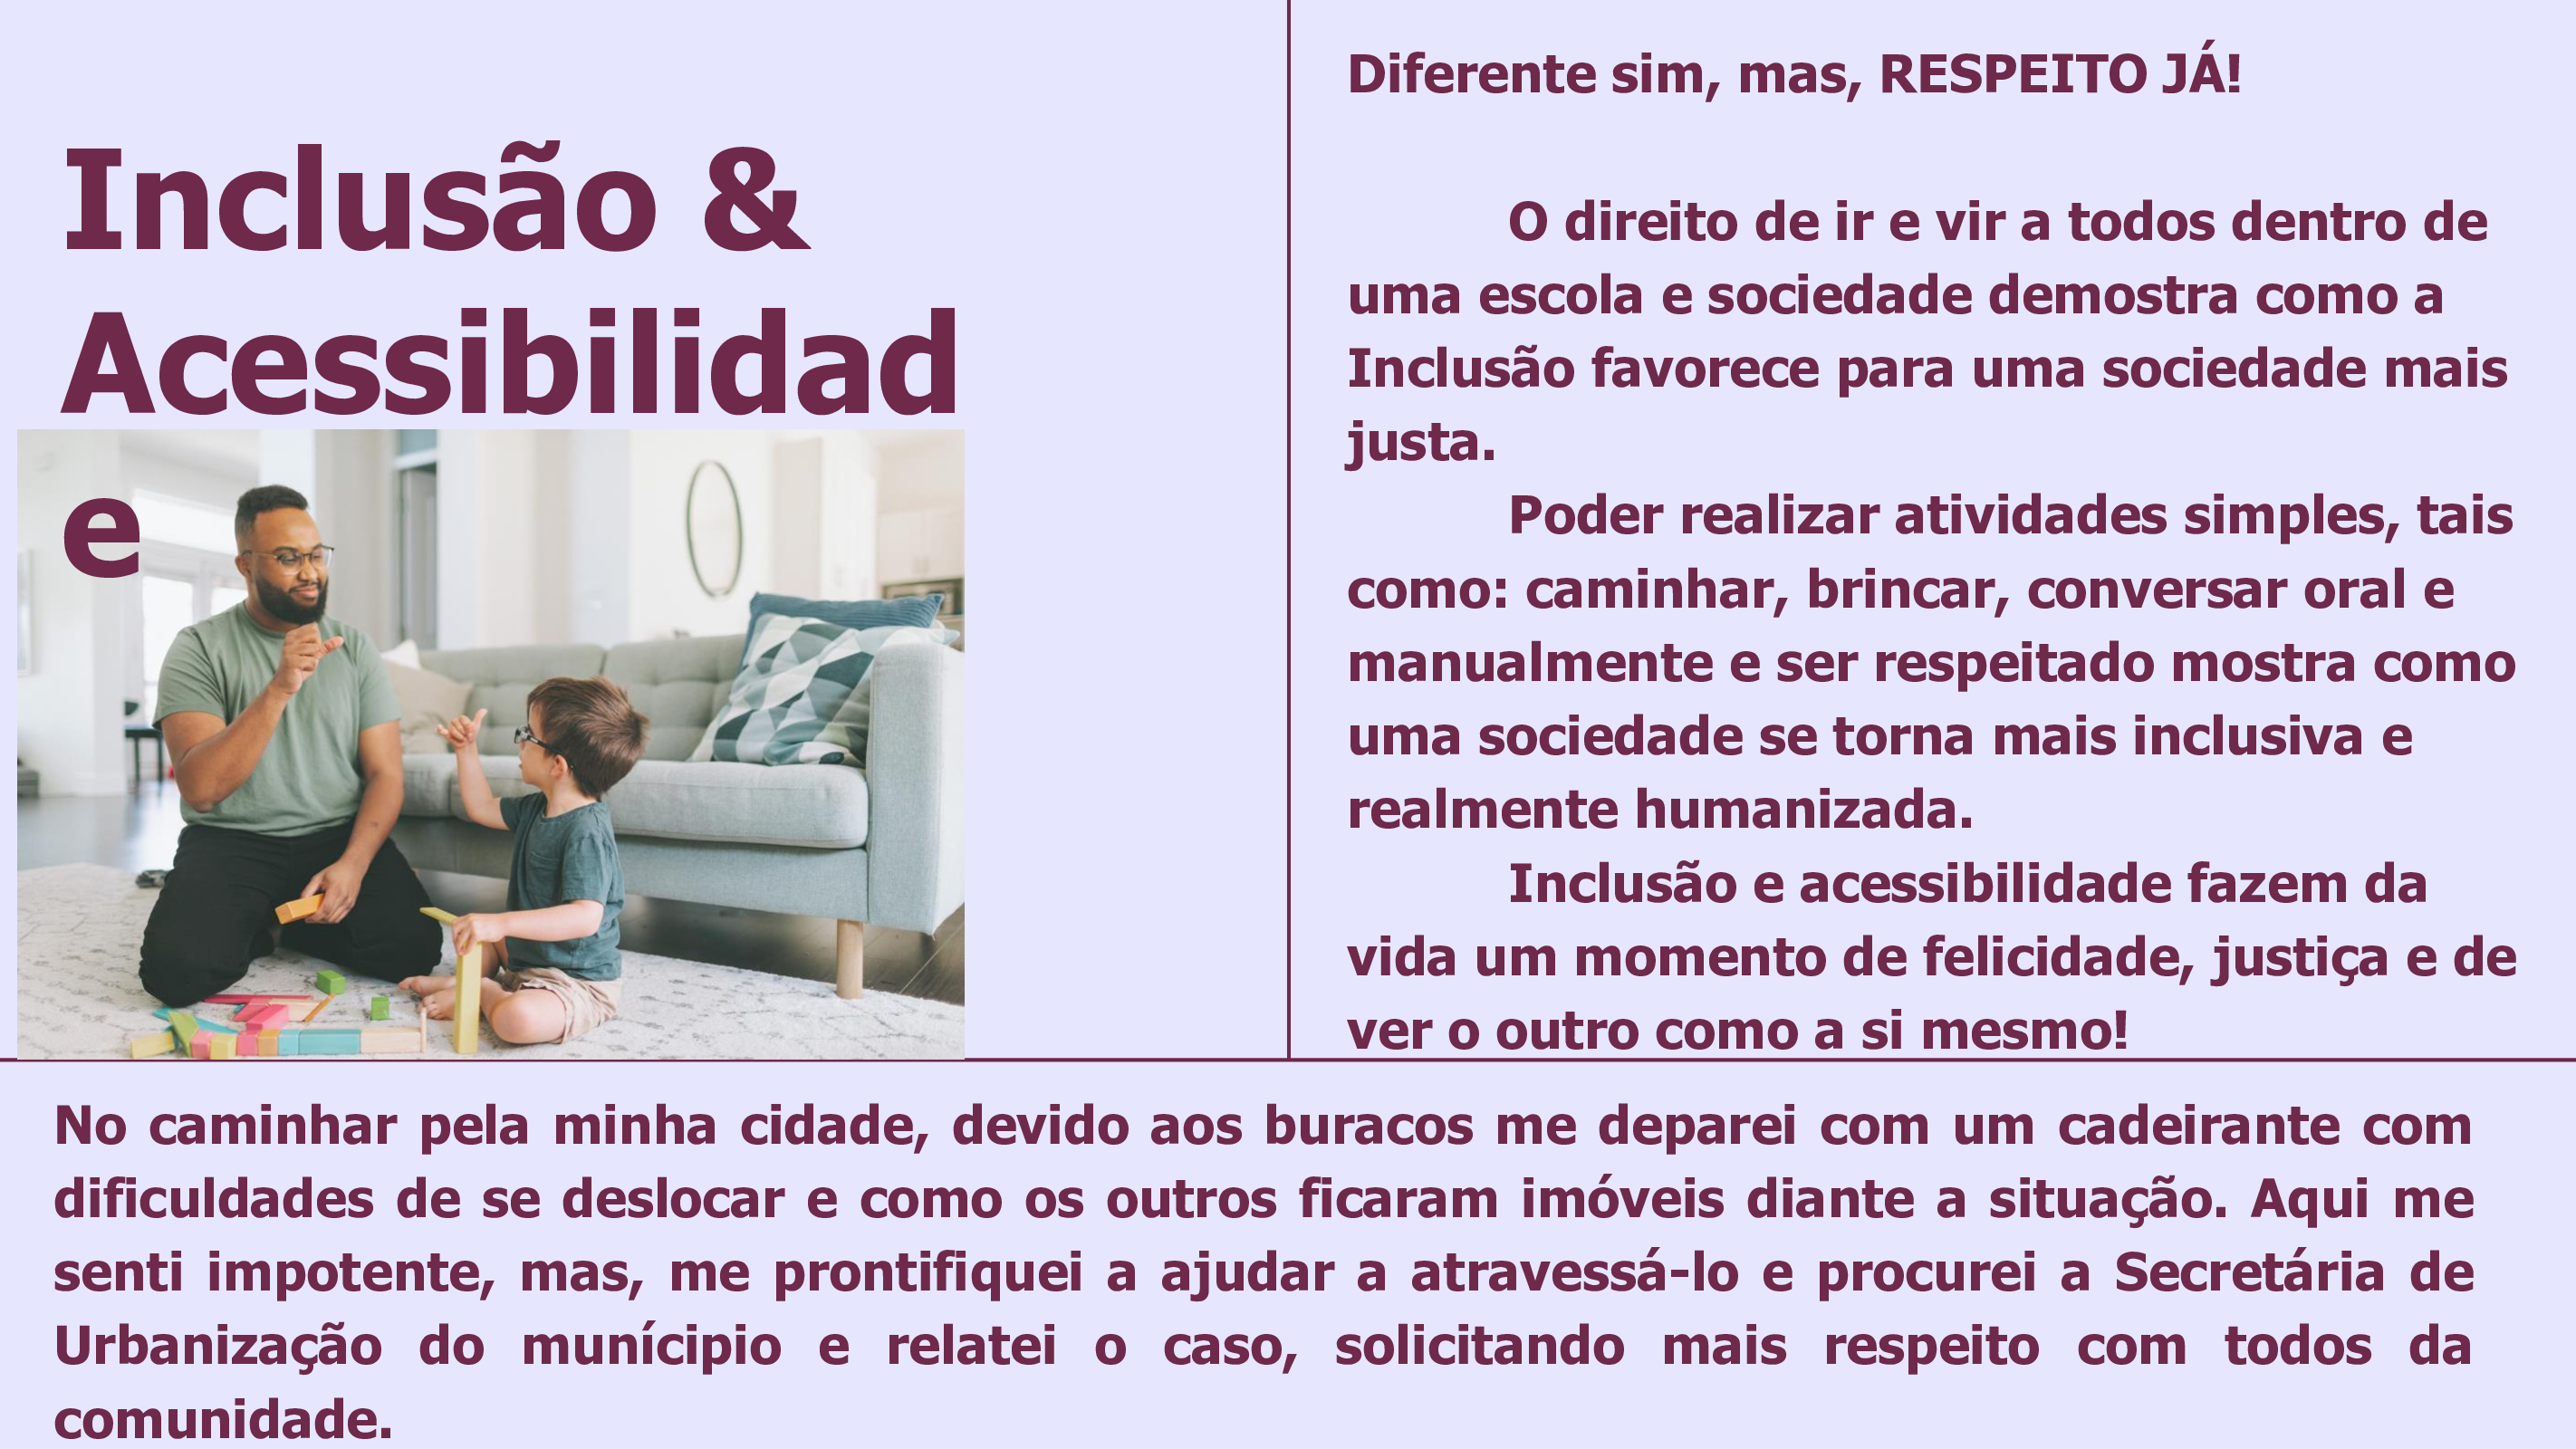 Inclusão &
Acessibilidad
e
Diferente sim, mas, RESPEITO JÁ!
O direito de ir e vir a todos dentro de
uma escola e sociedade demostra como a
Inclusão favorece para uma sociedade mais
justa.
Poder realizar atividades simples, tais
como: caminhar, brincar, conversar oral e
manualmente e ser respeitado mostra como
uma sociedade se torna mais inclusiva e
realmente humanizada.
Inclusão e acessibilidade fazem da
vida um momento de felicidade, justiça e de
ver o outro como a si mesmo!
No caminhar pela minha cidade, devido aos buracos me deparei com um cadeirante com
dificuldades de se deslocar e como os outros ficaram imóveis diante a situação. Aqui me
senti impotente, mas, me prontifiquei a ajudar a atravessá-lo e procurei a Secretária de
Urbanização do munícipio e relatei o caso, solicitando mais respeito com todos da
comunidade.